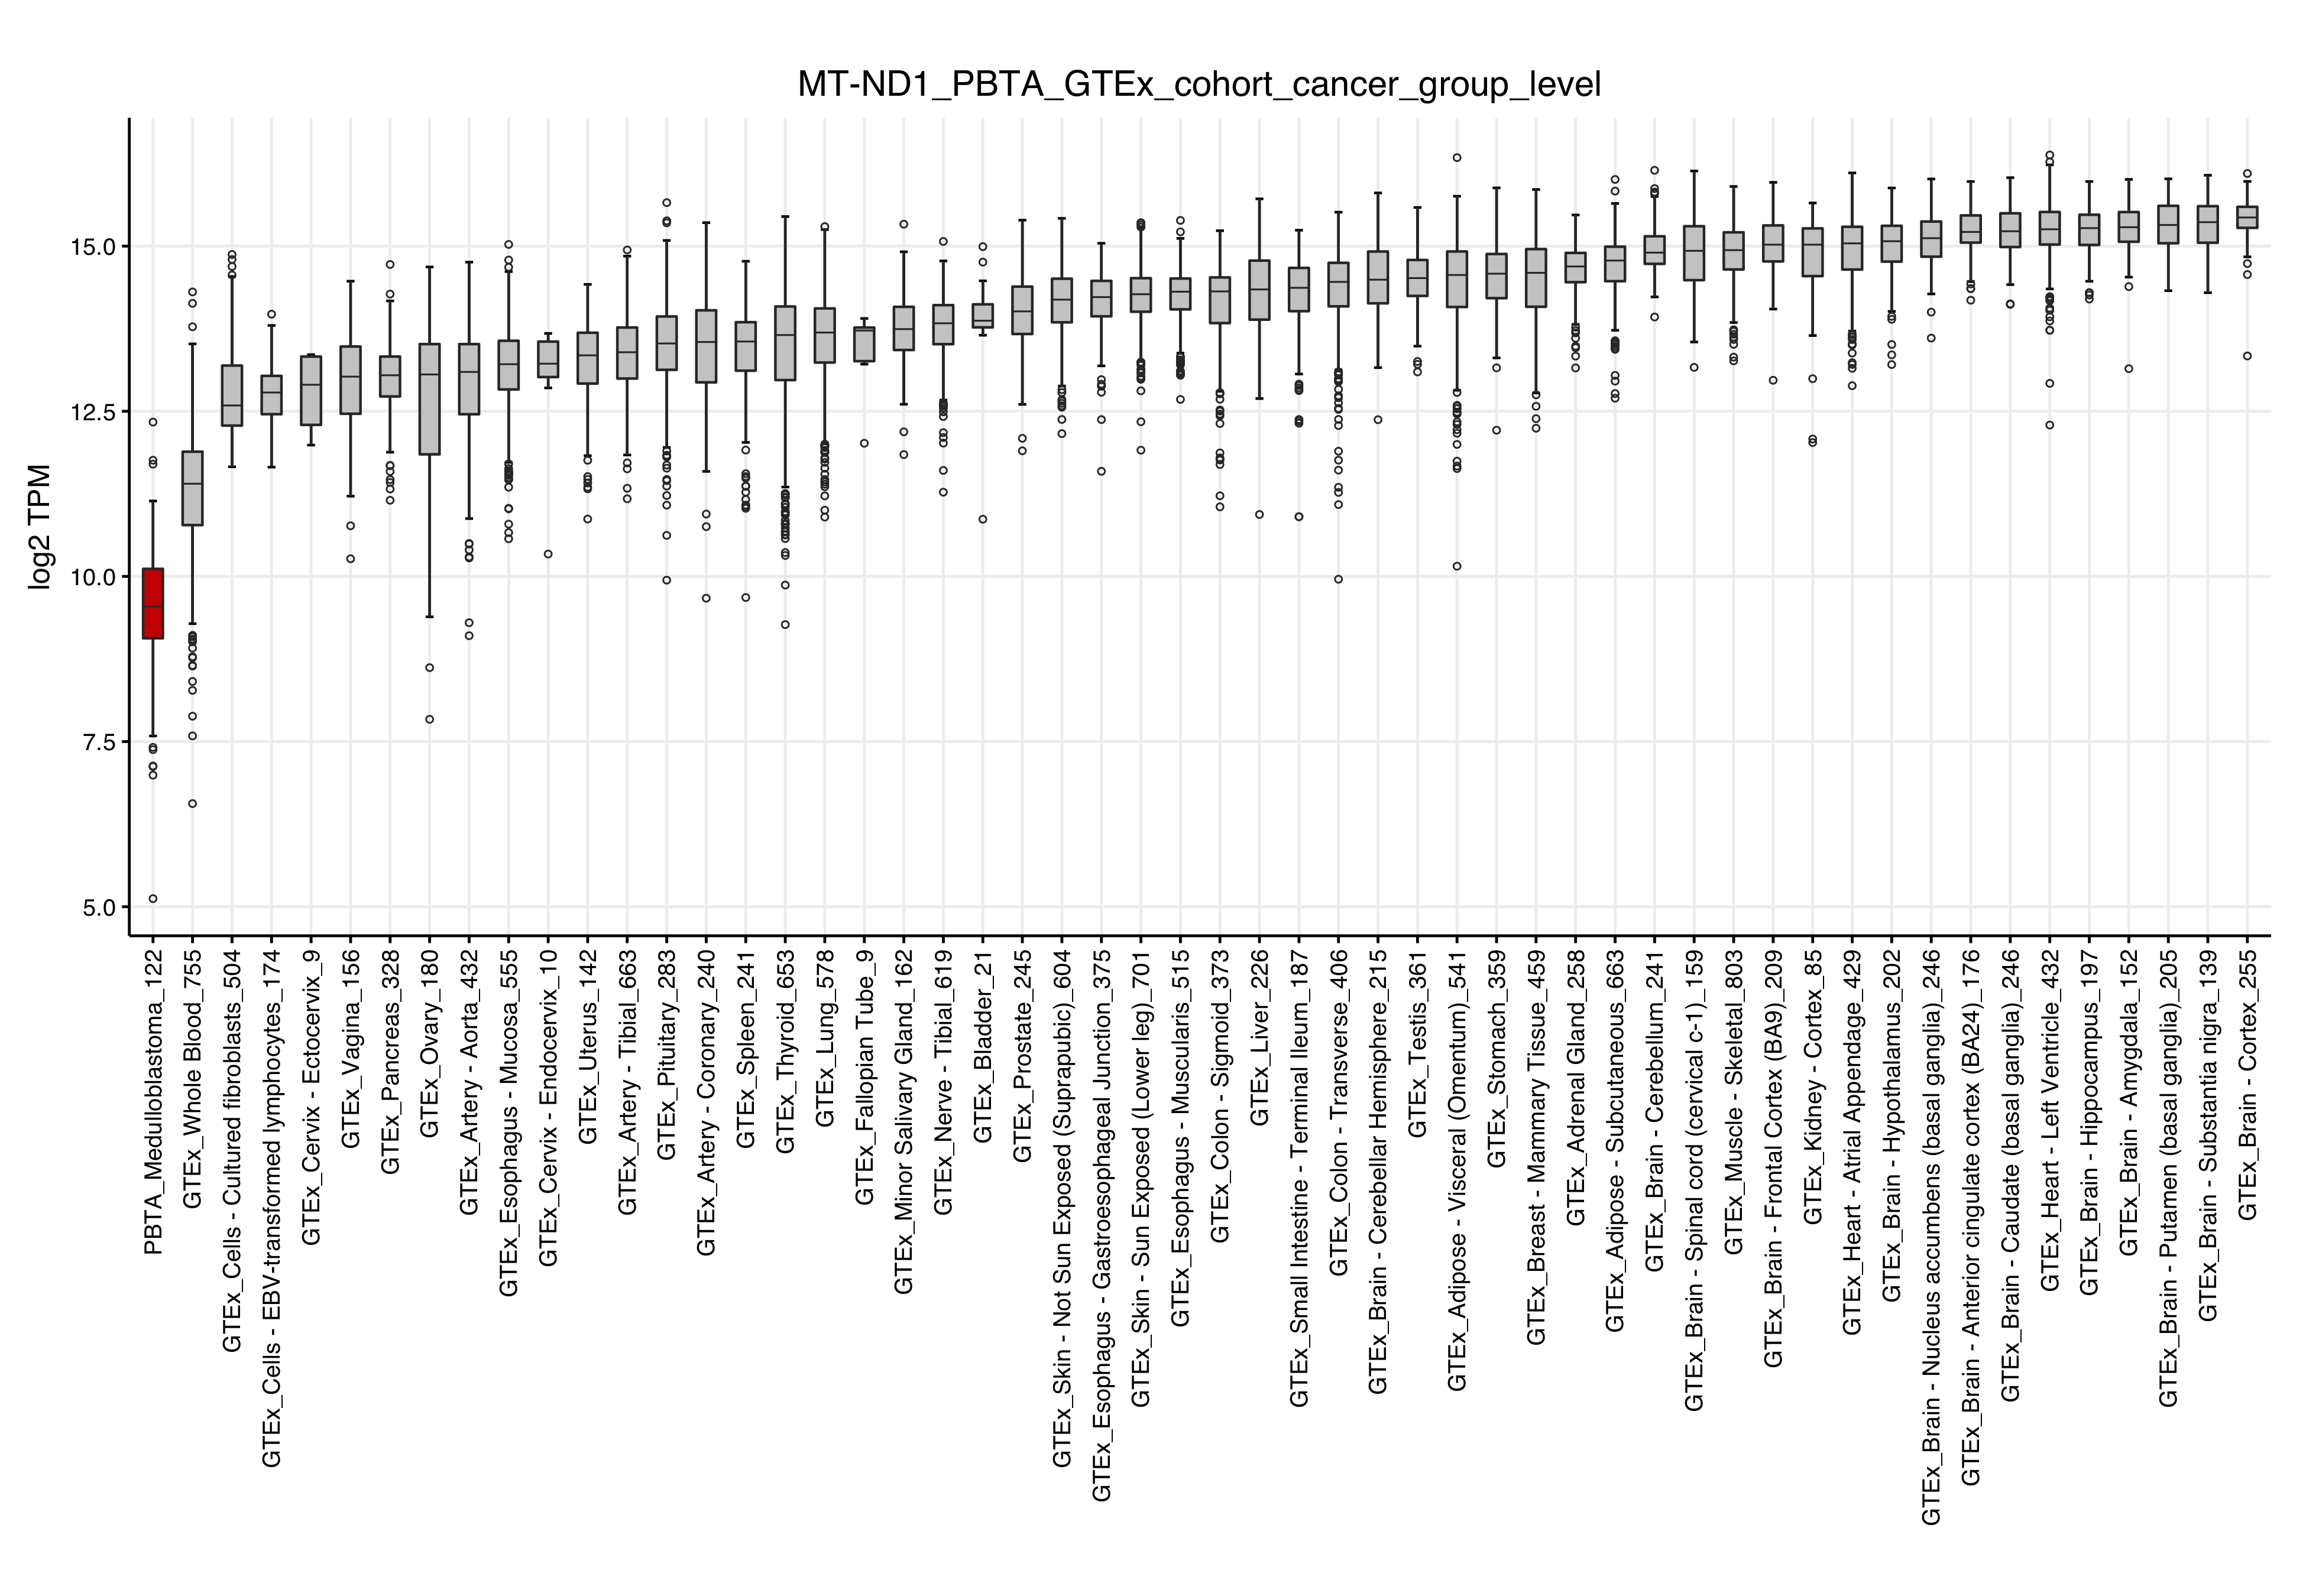 MT-ND1_PBTA_GTEx_cohort_cancer_group_level
log2 TPM
15.0
12.5
10.0
7.5
5.0
PBTA_Medulloblastoma_122
GTEx_Whole Blood_755
GTEx_Cells - Cultured fibroblasts_504
GTEx_Cells - EBV-transformed lymphocytes_174
GTEx_Cervix - Ectocervix_9
GTEx_Vagina_156
GTEx_Pancreas_328
GTEx_Ovary_180
GTEx_Artery - Aorta_432
GTEx_Esophagus - Mucosa_555
GTEx_Cervix - Endocervix_10
GTEx_Uterus_142
GTEx_Artery - Tibial_663
GTEx_Pituitary_283
GTEx_Artery - Coronary_240
GTEx_Spleen_241
GTEx_Thyroid_653
GTEx_Lung_578
GTEx_Fallopian Tube_9
GTEx_Minor Salivary Gland_162
GTEx_Nerve - Tibial_619
GTEx_Bladder_21
GTEx_Prostate_245
GTEx_Skin - Not Sun Exposed (Suprapubic)_604
GTEx_Esophagus - Gastroesophageal Junction_375
GTEx_Skin - Sun Exposed (Lower leg)_701
GTEx_Esophagus - Muscularis_515
GTEx_Colon - Sigmoid_373
GTEx_Liver_226
GTEx_Small Intestine - Terminal Ileum_187
GTEx_Colon - Transverse_406
GTEx_Brain - Cerebellar Hemisphere_215
GTEx_Testis_361
GTEx_Adipose - Visceral (Omentum)_541
GTEx_Stomach_359
GTEx_Breast - Mammary Tissue_459
GTEx_Adrenal Gland_258
GTEx_Adipose - Subcutaneous_663
GTEx_Brain - Cerebellum_241
GTEx_Brain - Spinal cord (cervical c-1)_159
GTEx_Muscle - Skeletal_803
GTEx_Brain - Frontal Cortex (BA9)_209
GTEx_Kidney - Cortex_85
GTEx_Heart - Atrial Appendage_429
GTEx_Brain - Hypothalamus_202
GTEx_Brain - Nucleus accumbens (basal ganglia)_246
GTEx_Brain - Anterior cingulate cortex (BA24)_176
GTEx_Brain - Caudate (basal ganglia)_246
GTEx_Heart - Left Ventricle_432
GTEx_Brain - Hippocampus_197
GTEx_Brain - Amygdala_152
GTEx_Brain - Putamen (basal ganglia)_205
GTEx_Brain - Substantia nigra_139
GTEx_Brain - Cortex_255